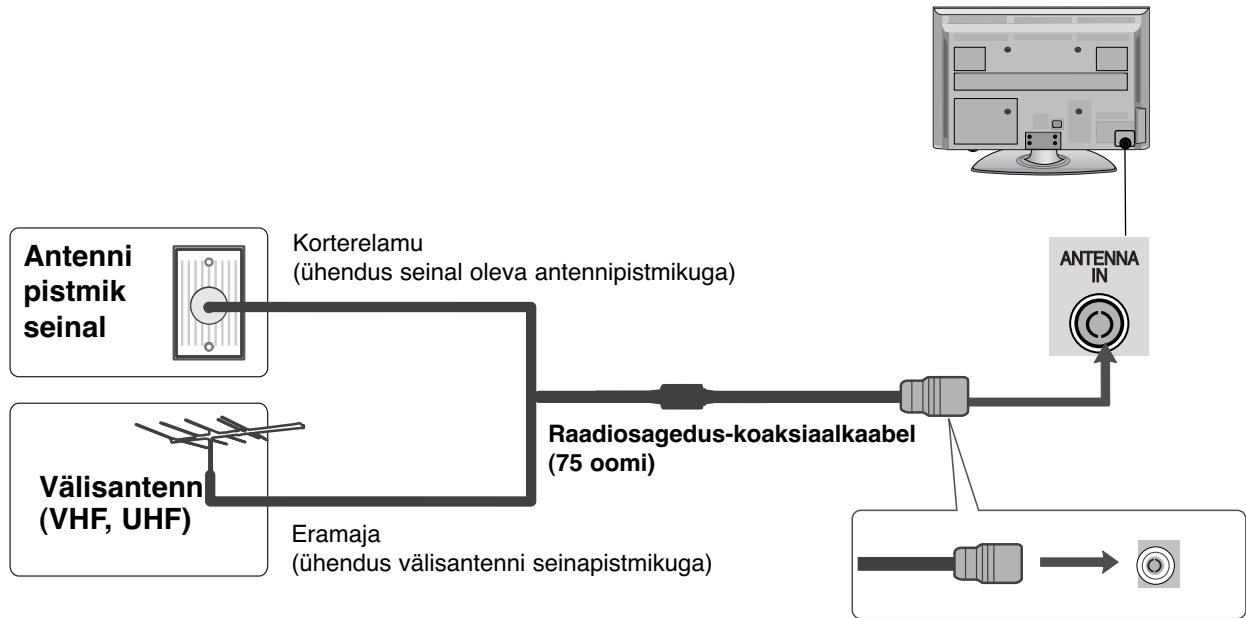 Antenni
pistmik
seinal
Korterelamu
(ühendus seinal oleva antennipistmikuga)
ANTENNA
IN
Välisantenn
(VHF, UHF)
Raadiosagedus-koaksiaalkaabel
(75 oomi)
Eramaja
(ühendus välisantenni seinapistmikuga)